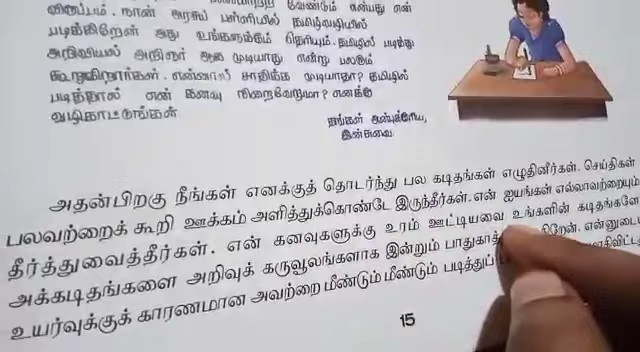 விருப்பம். நான் அரசுப் பள்ளியில் தமிழ்வழியில்
படிக்கிறேன் அது உங்களுக்கும் தெரியும். தமிழில் படித்து
அறிவியல் அறிஞர் ஆக முடியாது என்று பலரும்
கூறுகிறார்கள். என்னால் சாதிக்க முடியாதா? தமிழில்
படித்தால் என் கனவு நிறைவேறுமா? எனக்கு
வழிகாட்டுங்கள்
தங்கள் அன்புக்குரிய,
இன்சுவை
அதன்பிறகு நீங்கள் எனக்குத் தொடர்ந்து பல கடிதங்கள் எழுதினீர்கள். செய்திகள்
பலவற்றைக் கூறி ஊக்கம் அளித்துக்கொண்டே இருந்தீர்கள். என் ஐயங்கள் எல்லாவற்றையும்
தீர்த்துவைத்தீர்கள். என் கனவுகளுக்கு உரம் ஊட்டியவை உங்களின் கடிதங்களே
அக்கடிதங்களை அறிவுக் கருவூலங்களாக இன்றும் என்னுடைய
உயர்வுக்குக் காரணமான அவற்றை மீண்டும் மீண்டும் படித்துப்
15